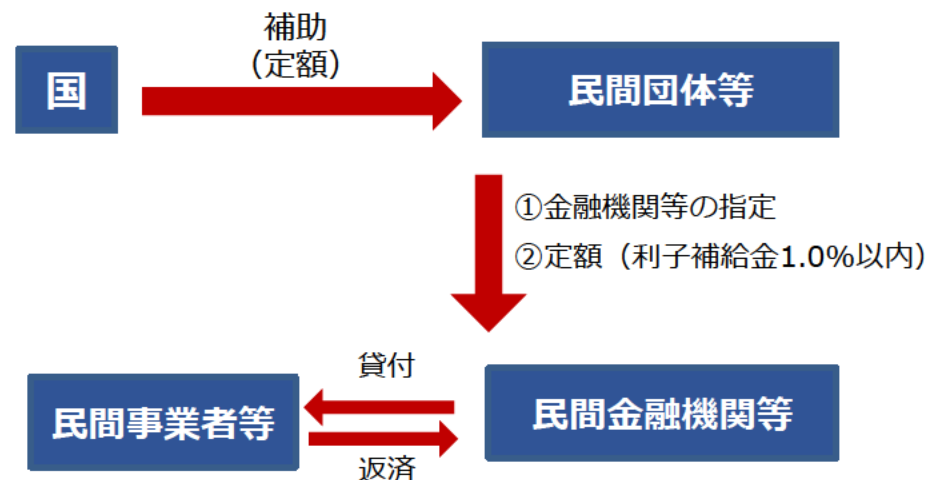 補助
（定額）
国
民間団体等
①金融機関等の指定
②定額（利子補給金1.0%以内）
貸付
民間事業者等
民間金融機関等
返済